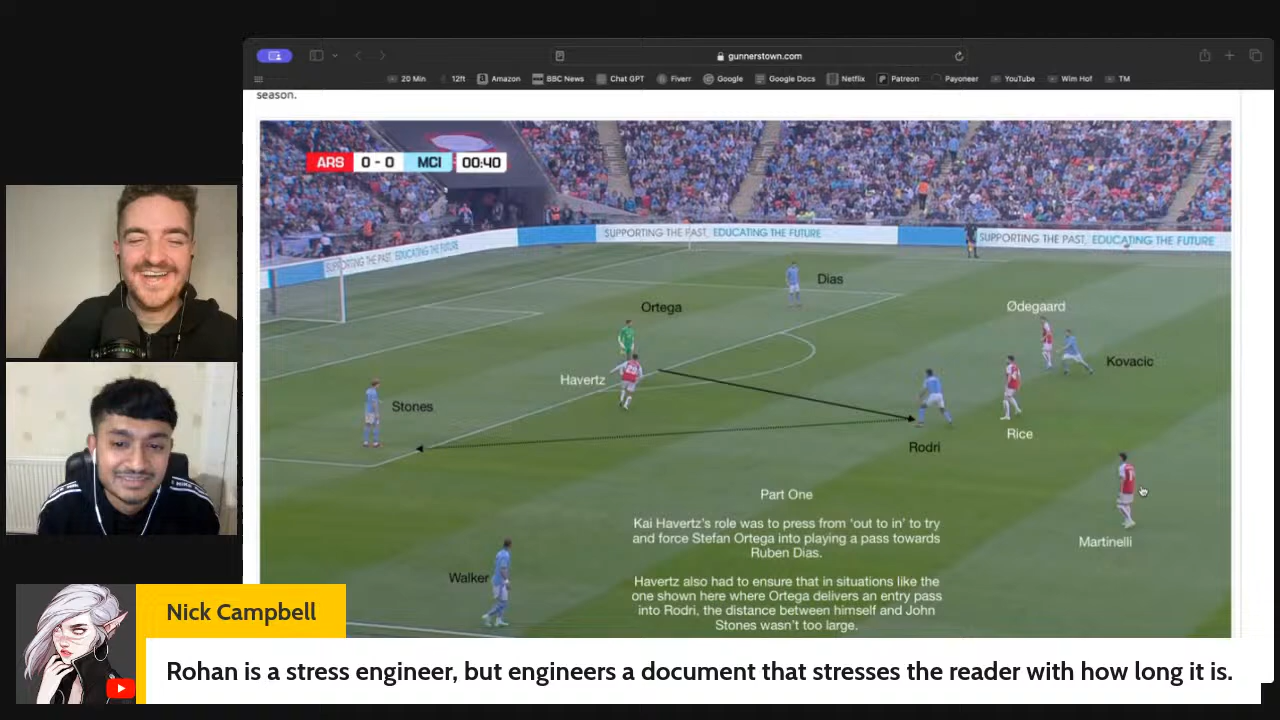 gunnerstown.com
20 Min
12ft
Amazon
BBC News
Chat GPT
Fiverr
Google
Google Docs
Netflix
Patreon
Payoneer
YouTube
Wim Hof
TM
season.
ARS 0 - 0 MCI 00:40
SUPPORTING THE PAST, EDUCATING THE FUTURE
SUPPORTING THE PAST, EDUCATING THE FUTURE
SUPPORTING THE PAST, EDUCATING THE FUTURE
Dias
Ortega
Ødegaard
Kovacic
Havertz
Stones
Rodri
Rice
Martinelli
Walker
Part One
Kai Havertz's role was to press from 'out to in' to try
and force Stefan Ortega into playing a pass towards
Ruben Dias.
Havertz also had to ensure that in situations like the
one shown here where Ortega delivers an entry pass
into Rodri, the distance between himself and John
Stones wasn't too large.
Nick Campbell
Rohan is a stress engineer, but engineers a document that stresses the reader with how long it is.